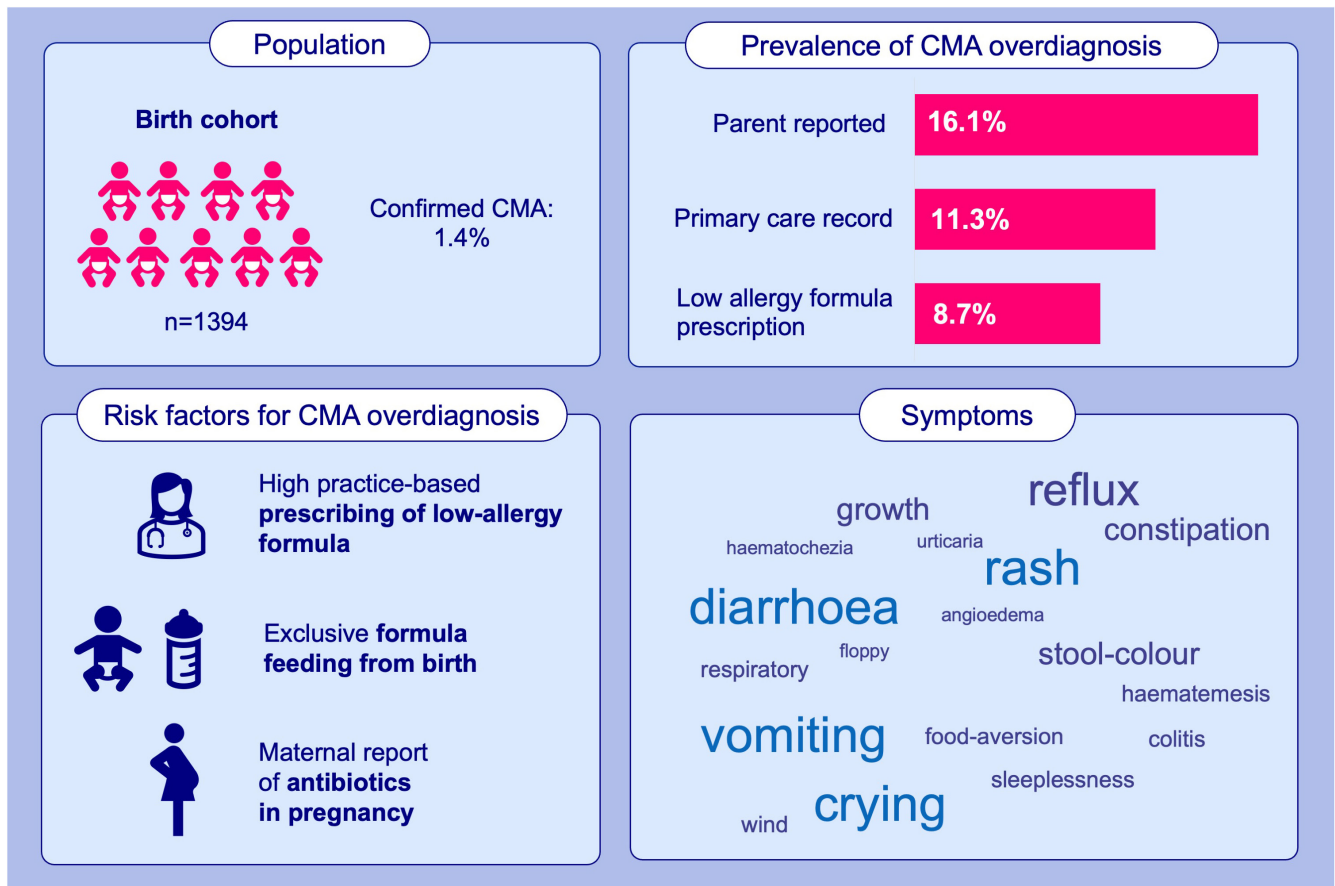 Population
Birth cohort
Confirmed CMA:
1.4%
n=1394
Prevalence of CMA overdiagnosis
Parent reported
16.1%
Primary care record
11.3%
Low allergy formula
prescription
8.7%
Risk factors for CMA overdiagnosis
High practice-based
prescribing of low-allergy
formula
Exclusive formula
feeding from birth
Maternal report
of antibiotics
in pregnancy
Symptoms
reflux
growth
constipation
urticaria
haematochezia
rash
diarrhoea
angioedema
floppy
stool-colour
respiratory
haematemesis
vomiting
food-aversion
colitis
sleeplessness
crying
wind